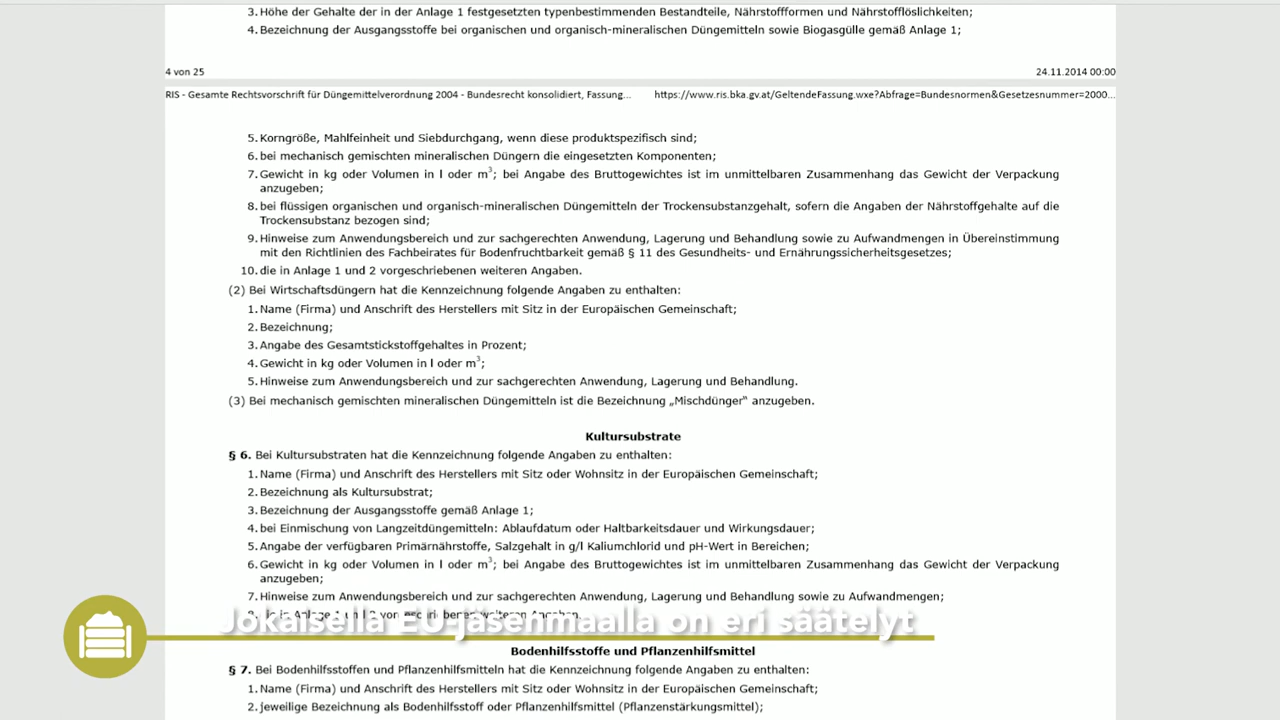 3. Höhe der Gehalte der in der Anlage 1 festgesetzten typenbestimmenden Bestandteile, Nährstoffformen und Nährstofflöslichkeiten;
4. Bezeichnung der Ausgangsstoffe bei organischen und organisch-mineralischen Düngemitteln sowie Biogasgülle gemäß Anlage 1;
4 von 25 24.11.2014 00:00
RIS - Gesamte Rechtsvorschrift für Düngemittelverordnung 2004 - Bundesrecht konsolidiert, Fassung... https://www.ris.bka.gv.at/GeltendeFassung.wxe?Abfrage=Bundesnormen&Gesetzesnummer=2000...
5. Korngröße, Mahlfeinheit und Siebdurchgang, wenn diese produktspezifisch sind;
6. bei mechanisch gemischten mineralischen Düngern die eingesetzten Komponenten;
7. Gewicht in kg oder Volumen in l oder m³; bei Angabe des Bruttogewichtes ist im unmittelbaren Zusammenhang das Gewicht der Verpackung
anzugeben;
8. bei flüssigen organischen und organisch-mineralischen Düngemitteln der Trockensubstanzgehalt, sofern die Angaben der Nährstoffgehalte auf die
Trockensubstanz bezogen sind;
9. Hinweise zum Anwendungsbereich und zur sachgerechten Anwendung, Lagerung und Behandlung sowie zu Aufwandmengen in Übereinstimmung
mit den Richtlinien des Fachbeirates für Bodenfruchtbarkeit gemäß § 11 des Gesundheits- und Ernährungssicherheitsgesetzes;
10. die in Anlage 1 und 2 vorgeschriebenen weiteren Angaben.
(2) Bei Wirtschaftsdüngern hat die Kennzeichnung folgende Angaben zu enthalten:
1. Name (Firma) und Anschrift des Herstellers mit Sitz in der Europäischen Gemeinschaft;
2. Bezeichnung;
3. Angabe des Gesamtstickstoffgehaltes in Prozent;
4. Gewicht in kg oder Volumen in l oder m³;
5. Hinweise zum Anwendungsbereich und zur sachgerechten Anwendung, Lagerung und Behandlung.
(3) Bei mechanisch gemischten mineralischen Düngemitteln ist die Bezeichnung „Mischdünger“ anzugeben.
Kultursubstrate
§ 6. Bei Kultursubstraten hat die Kennzeichnung folgende Angaben zu enthalten:
1. Name (Firma) und Anschrift des Herstellers mit Sitz oder Wohnsitz in der Europäischen Gemeinschaft;
2. Bezeichnung als Kultursubstrat;
3. Bezeichnung der Ausgangsstoffe gemäß Anlage 1;
4. bei Einmischung von Langzeitdüngemitteln: Ablaufdatum oder Haltbarkeitsdauer und Wirkungsdauer;
5. Angabe der verfügbaren Primärnährstoffe, Salzgehalt in g/l Kaliumchlorid und pH-Wert in Bereichen;
6. Gewicht in kg oder Volumen in l oder m³; bei Angabe des Bruttogewichtes ist im unmittelbaren Zusammenhang das Gewicht der Verpackung
anzugeben;
7. Hinweise zum Anwendungsbereich und zur sachgerechten Anwendung, Lagerung und Behandlung sowie zu Aufwandmengen;
8. die in Anlage 1 und 2 vorgeschriebenen weiteren Angaben.
Jokaisella EU-jäsenmaalla on eri säätelyt
Bodenhilfsstoffe und Pflanzenhilfsmittel
§ 7. Bei Bodenhilfsstoffen und Pflanzenhilfsmitteln hat die Kennzeichnung folgende Angaben zu enthalten:
1. Name (Firma) und Anschrift des Herstellers mit Sitz oder Wohnsitz in der Europäischen Gemeinschaft;
2. jeweilige Bezeichnung als Bodenhilfsstoff oder Pflanzenhilfsmittel (Pflanzenstärkungsmittel);